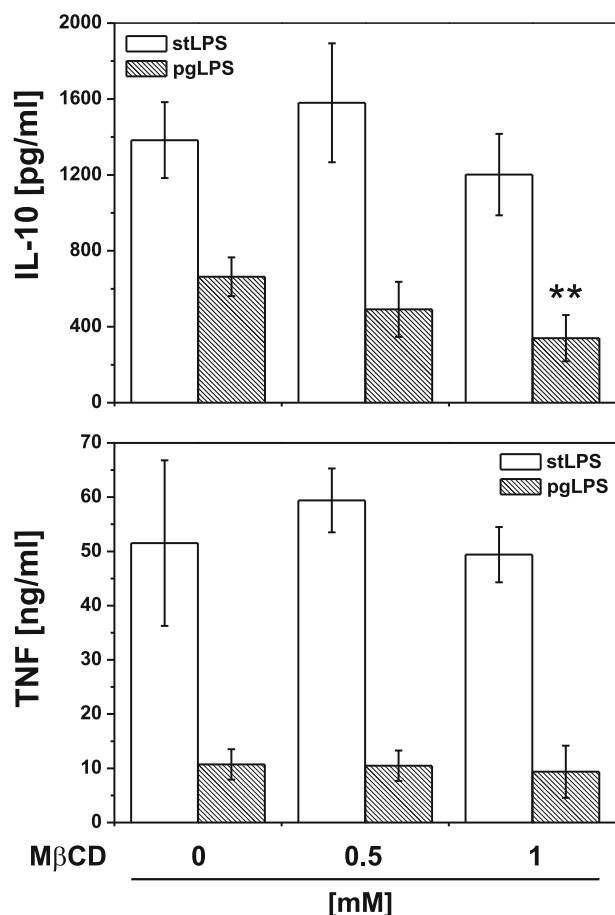 2000
1600
1200
800
400
0
IL-10 [pg/ml]
stLPS
pgLPS
**
70
60
50
40
30
20
10
0
TNF [ng/ml]
stLPS
pgLPS
MβCD 0 0.5 1
[mM]